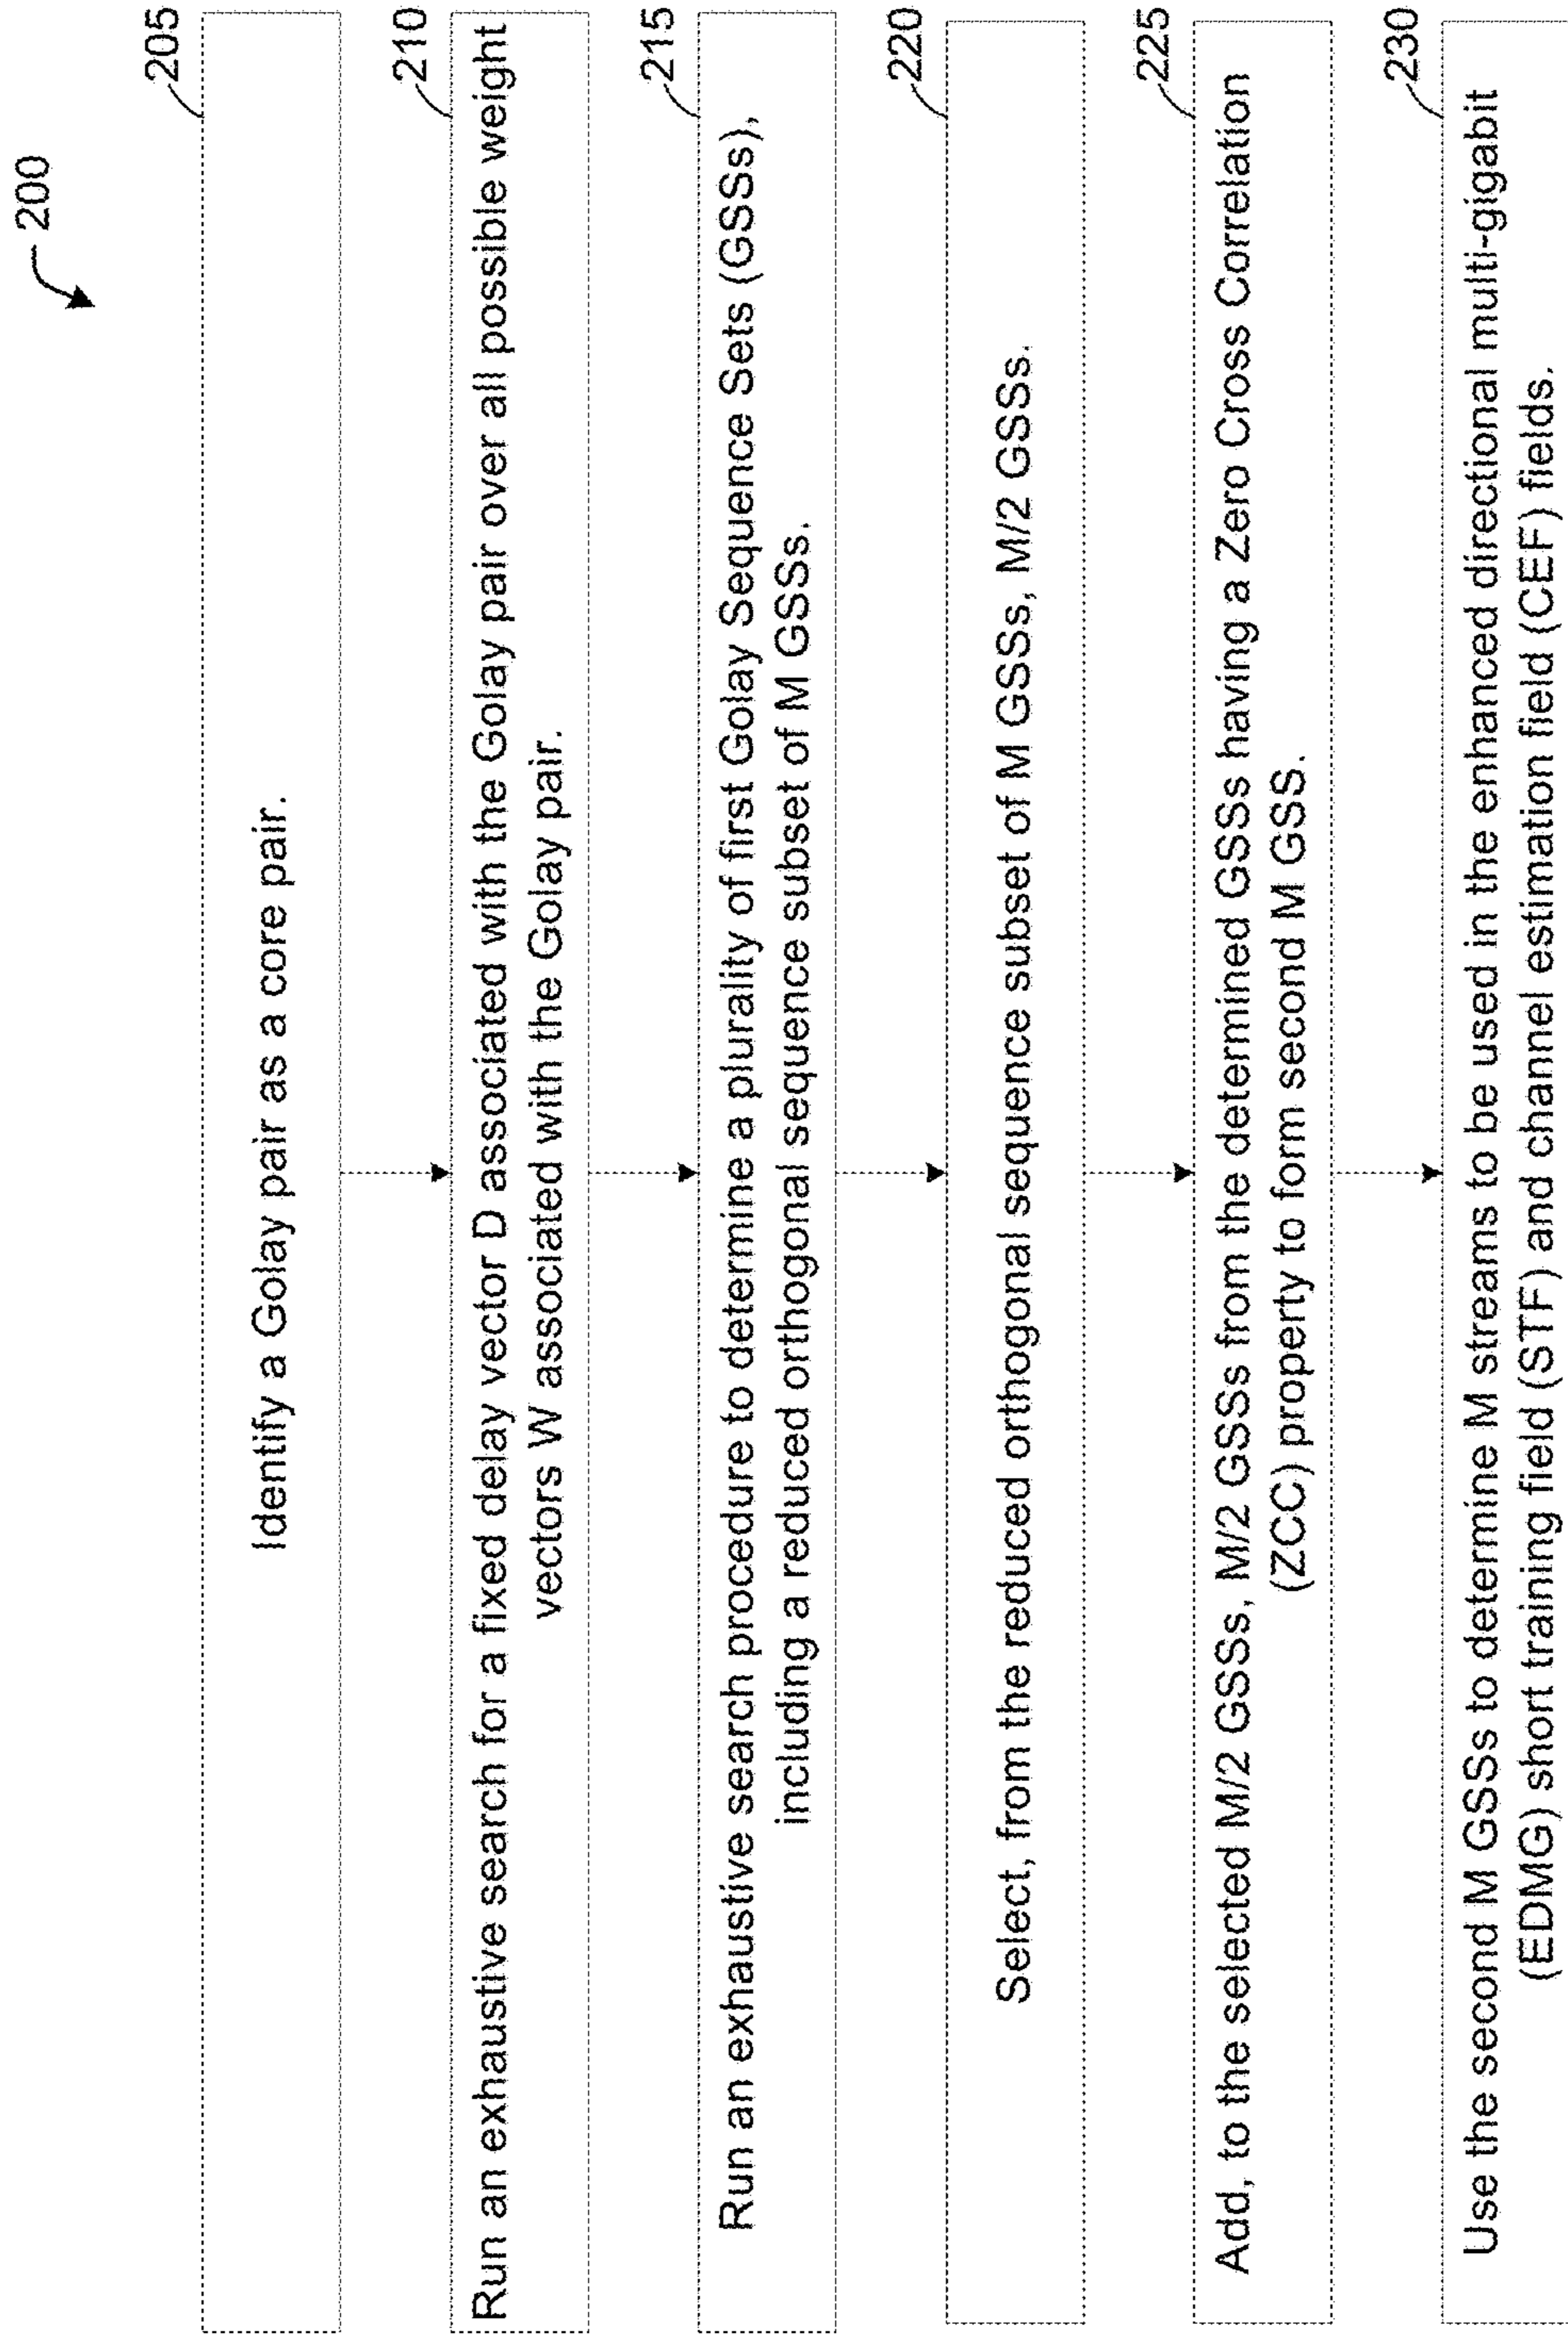 200
205
Identify a Golay pair as a core pair.
210
Run an exhaustive search for a fixed delay vector D associated with the Golay pair over all possible weight
vectors W associated with the Golay pair.
215
Run an exhaustive search procedure to determine a plurality of first Golay Sequence Sets (GSSs),
including a reduced orthogonal sequence subset of M GSSs.
220
Select, from the reduced orthogonal sequence subset of M GSSs, M/2 GSSs.
225
Add, to the selected M/2 GSSs, M/2 GSSs from the determined GSSs having a Zero Cross Correlation
(ZCC) property to form second M GSS.
230
Use the second M GSSs to determine M streams to be used in the enhanced directional multi-gigabit
(EDMG) short training field (STF) and channel estimation field (CEF) fields.